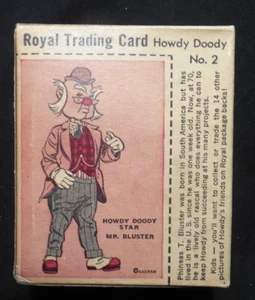 Royal Trading Card Howdy Doody
No. 2
HOWDY DOODY
STAR
MR. BLUSTER
©KAGRAN
Phineas T. Bluster was born in South America but has
lived in the U.S. since he was one week old. Now, at 70,
he is a lively old rascal who does everything he can to
keep Howdy from succeeding at his many projects.
Kids — you'll want to collect or trade the 14 other
pictures of Howdy's friends on Royal package backs!